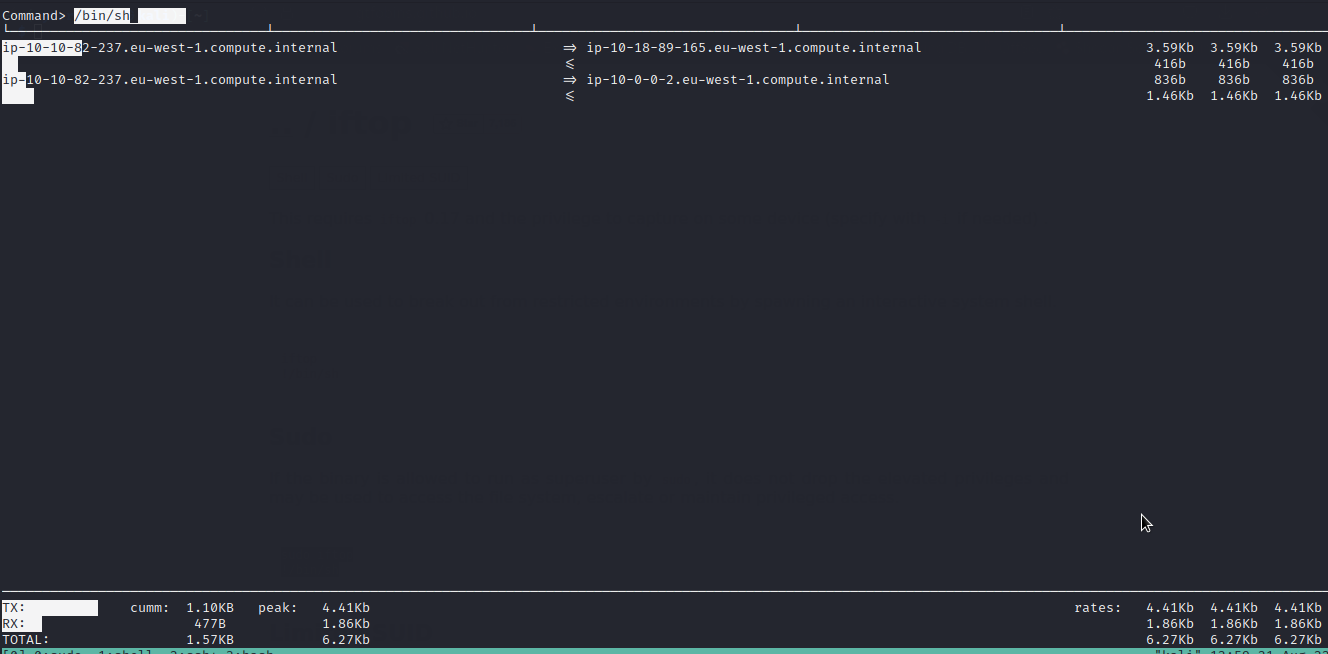 Command> /bin/sh
ip-10-10-82-237.eu-west-1.compute.internal => ip-10-18-89-165.eu-west-1.compute.internal 3.59Kb 3.59Kb 3.59Kb
<= 416b 416b 416b
ip-10-10-82-237.eu-west-1.compute.internal => ip-10-0-0-2.eu-west-1.compute.internal 836b 836b 836b
<= 1.46Kb 1.46Kb 1.46Kb
TX: cumm: 1.10KB peak: 4.41Kb rates: 4.41Kb 4.41Kb 4.41Kb
RX: 477B 1.86Kb 1.86Kb 1.86Kb 1.86Kb
TOTAL: 1.57KB 6.27Kb 6.27Kb 6.27Kb 6.27Kb